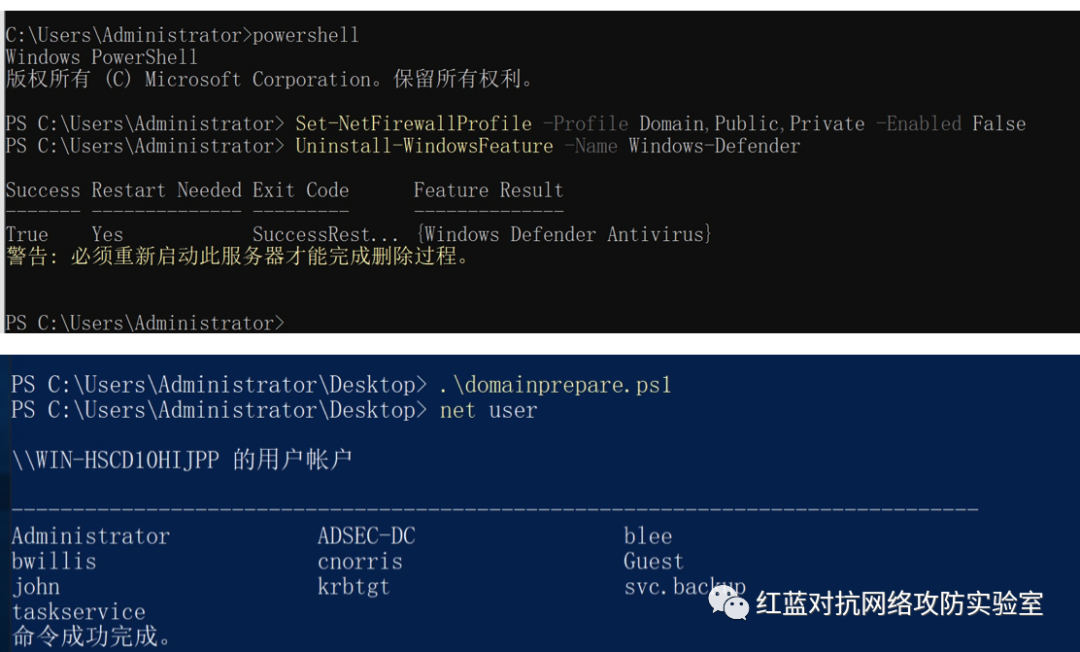 C:\Users\Administrator>powershell
Windows PowerShell
版权所有 (C) Microsoft Corporation。保留所有权利。
PS C:\Users\Administrator> Set-NetFirewallProfile -Profile Domain,Public,Private -Enabled False
PS C:\Users\Administrator> Uninstall-WindowsFeature -Name Windows-Defender
Success Restart Needed Exit Code      Feature Result
------- -------------- ---------      --------------
True    Yes            SuccessRest... {Windows Defender Antivirus}
警告: 必须重新启动此服务器才能完成删除过程。
PS C:\Users\Administrator>
PS C:\Users\Administrator\Desktop> .\domainprepare.ps1
PS C:\Users\Administrator\Desktop> net user
\\WIN-HSCD10HIJPP 的用户帐户
-------------------------------------------------------------------------------
Administrator            ADSEC-DC                 blee
bwillis                  cnorris                  Guest
john                     krbtgt                   svc.backup
taskservice
命令成功完成。
红蓝对抗网络攻防实验室